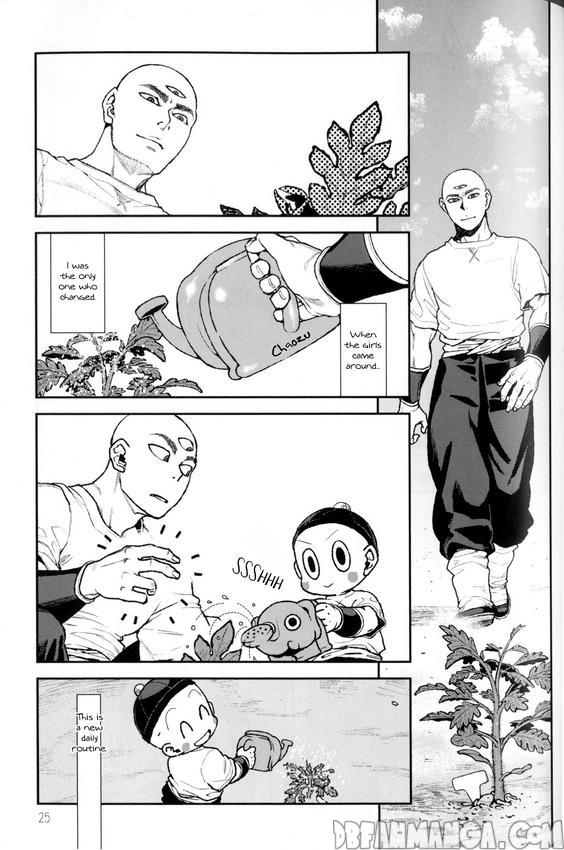 I was
the only
one who
changed.
Chaozu
When
the girls
came
around...
SSSHHH
This is
a new
daily
routine
25
DBFANMANGA.COM